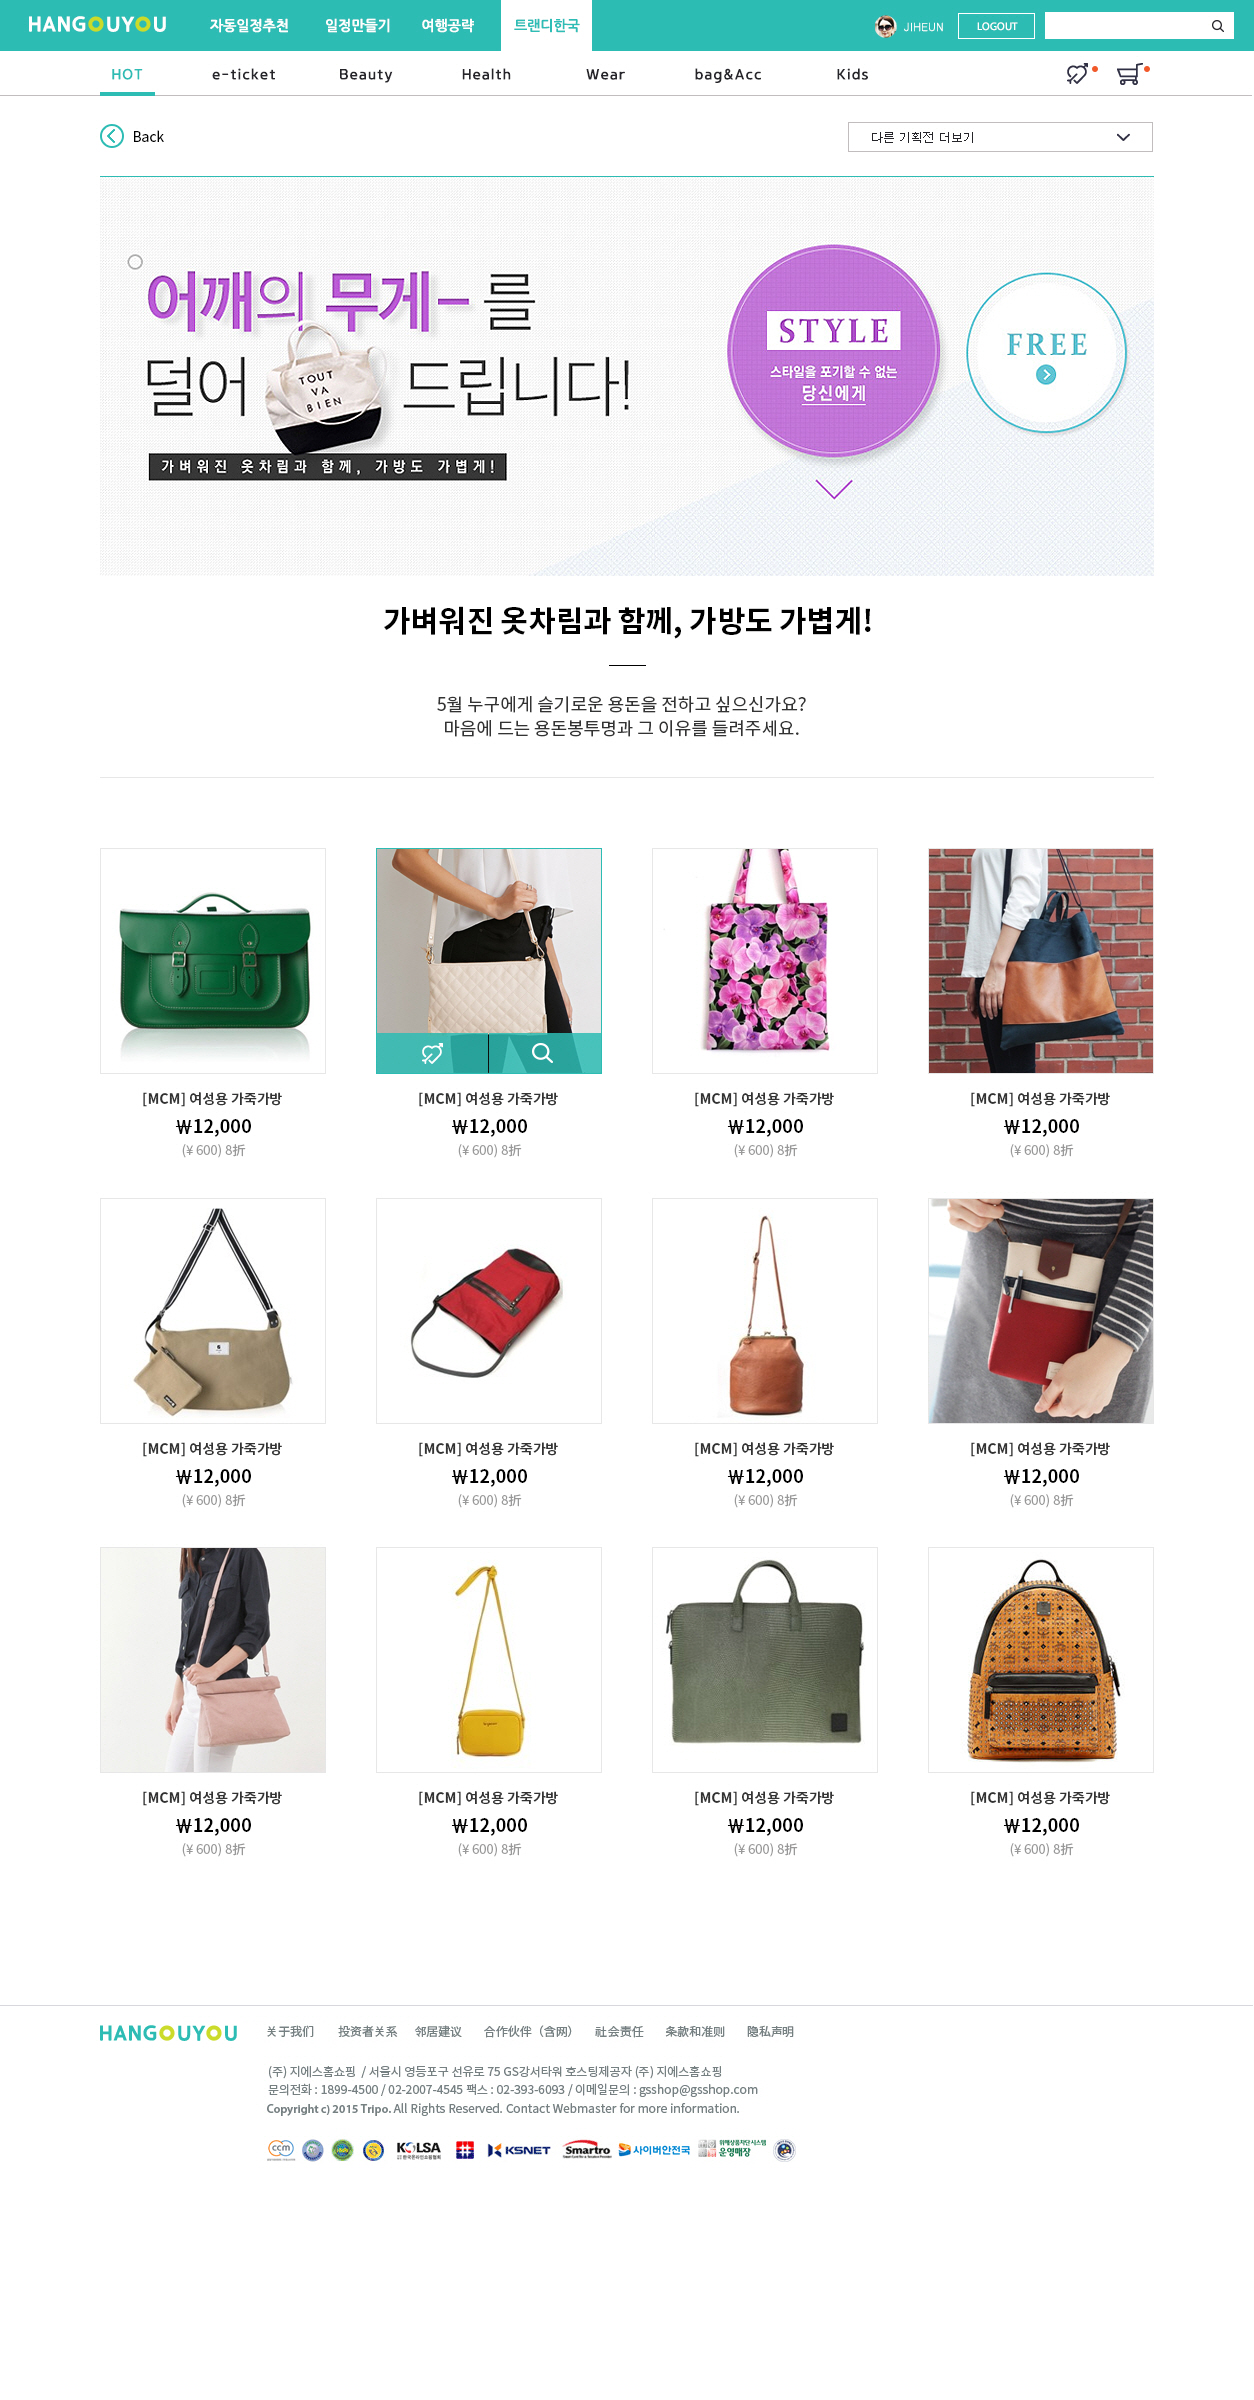 HANGOUYOU 자동일정추천 일정만들기 여행공략 트랜디한국 JIHEUN LOGOUT
HOT e-ticket Beauty Health Wear bag&Acc Kids
Back 다른 기획전 더보기
어깨의 무게- 를
덜어 드립니다!
TOUT
VA
BIEN
가벼워진 옷차림과 함께, 가방도 가볍게!
STYLE
스타일을 포기할 수 없는
당신에게
FREE
가벼워진 옷차림과 함께, 가방도 가볍게!
5월 누구에게 슬기로운 용돈을 전하고 싶으신가요?
마음에 드는 용돈봉투명과 그 이유를 들려주세요.
[MCM] 여성용 가죽가방 [MCM] 여성용 가죽가방 [MCM] 여성용 가죽가방 [MCM] 여성용 가죽가방
₩12,000 ₩12,000 ₩12,000 ₩12,000
(¥ 600) 8折 (¥ 600) 8折 (¥ 600) 8折 (¥ 600) 8折
[MCM] 여성용 가죽가방 [MCM] 여성용 가죽가방 [MCM] 여성용 가죽가방 [MCM] 여성용 가죽가방
₩12,000 ₩12,000 ₩12,000 ₩12,000
(¥ 600) 8折 (¥ 600) 8折 (¥ 600) 8折 (¥ 600) 8折
[MCM] 여성용 가죽가방 [MCM] 여성용 가죽가방 [MCM] 여성용 가죽가방 [MCM] 여성용 가죽가방
₩12,000 ₩12,000 ₩12,000 ₩12,000
(¥ 600) 8折 (¥ 600) 8折 (¥ 600) 8折 (¥ 600) 8折
HANGOUYOU 关于我们 投资者关系 邻居建议 合作伙伴（含网） 社会责任 条款和准则 隐私声明
(주) 지에스홈쇼핑 / 서울시 영등포구 선유로 75 GS강서타워 호스팅제공자 (주) 지에스홈쇼핑
문의전화 : 1899-4500 / 02-2007-4545 팩스 : 02-393-6093 / 이메일문의 : gsshop@gsshop.com
Copyright c) 2015 Tripo. All Rights Reserved. Contact Webmaster for more information.
ccm KOLSA 한국온라인쇼핑협회 KSNET Smartro 사이버안전국 위해상품차단시스템 운영매장